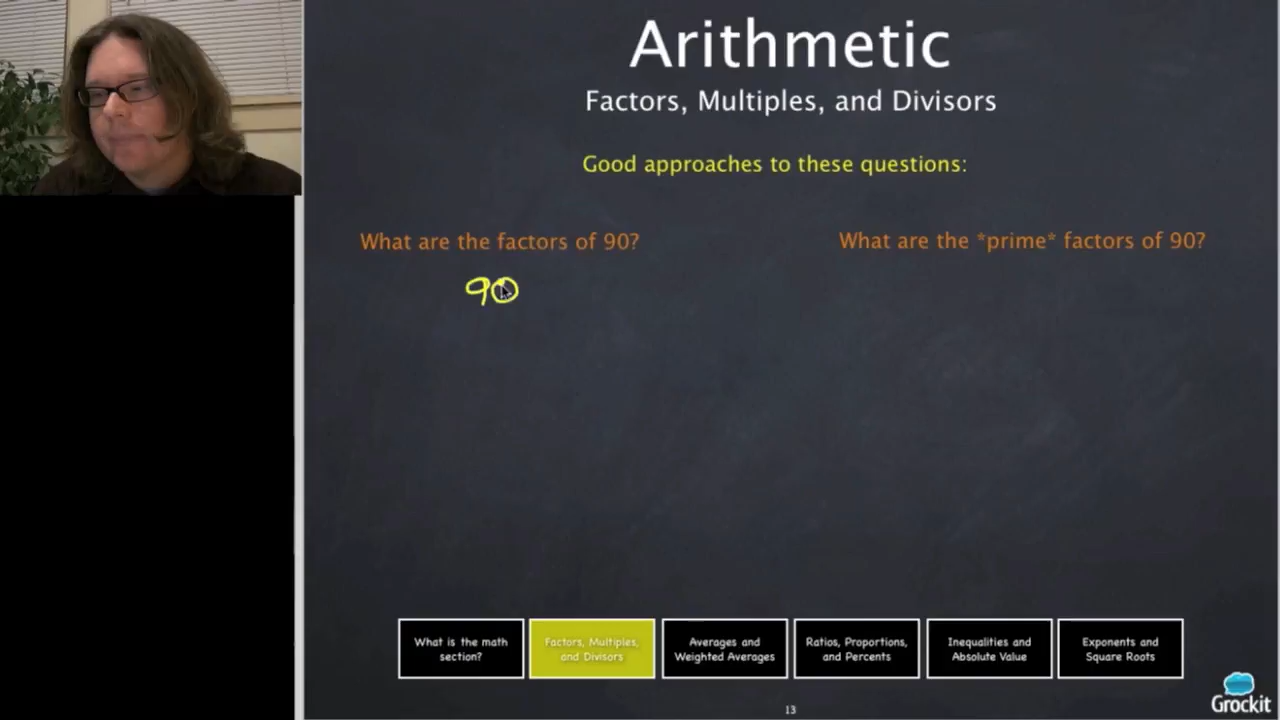 Arithmetic
Factors, Multiples, and Divisors
Good approaches to these questions:
What are the factors of 90?
What are the *prime* factors of 90?
90
What is the math
section?
Factors, Multiples,
and Divisors
Averages and
Weighted Averages
Ratios, Proportions,
and Percents
Inequalities and
Absolute Value
Exponents and
Square Roots
13
Grockit